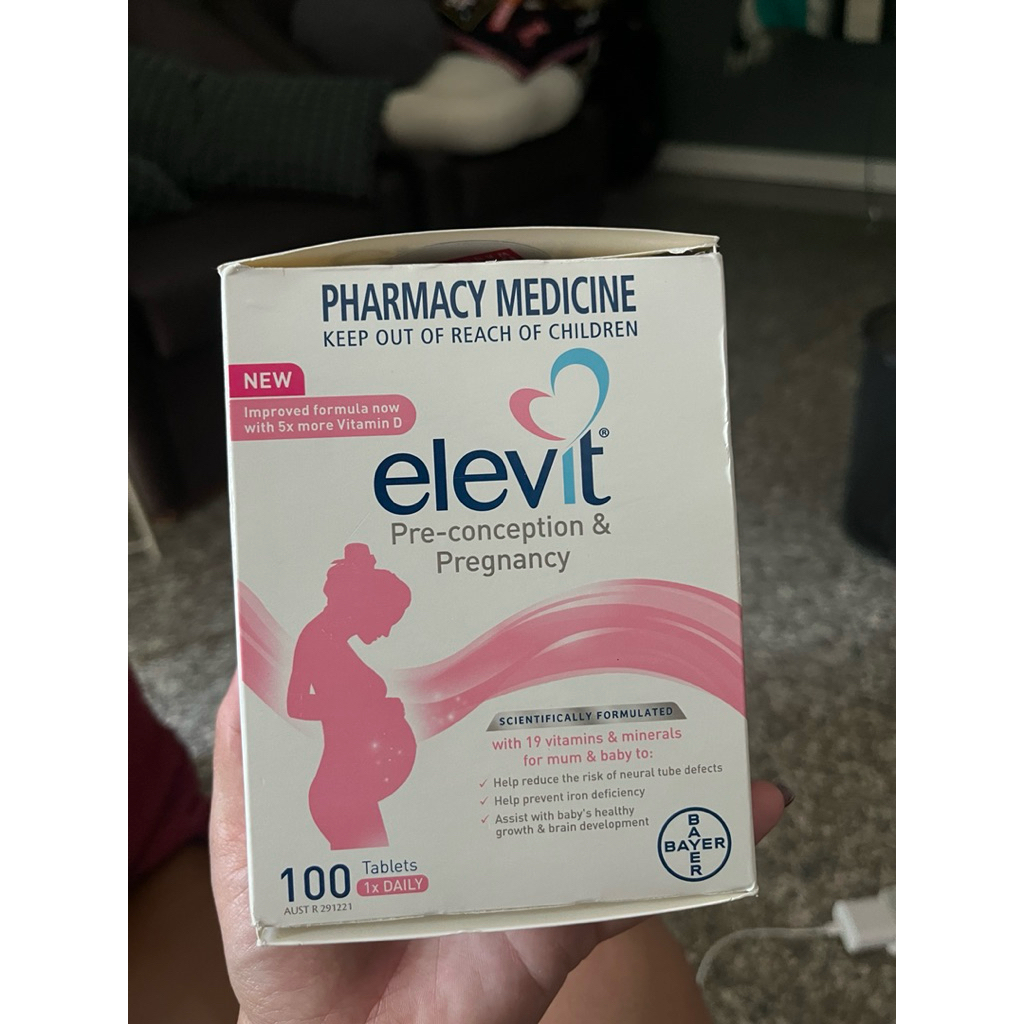 PHARMACY MEDICINE
KEEP OUT OF REACH OF CHILDREN
NEW
Improved formula now
with 5x more Vitamin D
elevit®
Pre-conception &
Pregnancy
SCIENTIFICALLY FORMULATED
with 19 vitamins & minerals
for mum & baby to:
✓ Help reduce the risk of neural tube defects
✓ Help prevent iron deficiency
✓ Assist with baby's healthy
growth & brain development
BAYER
BAYER
100 Tablets
1x DAILY
AUST R 291221